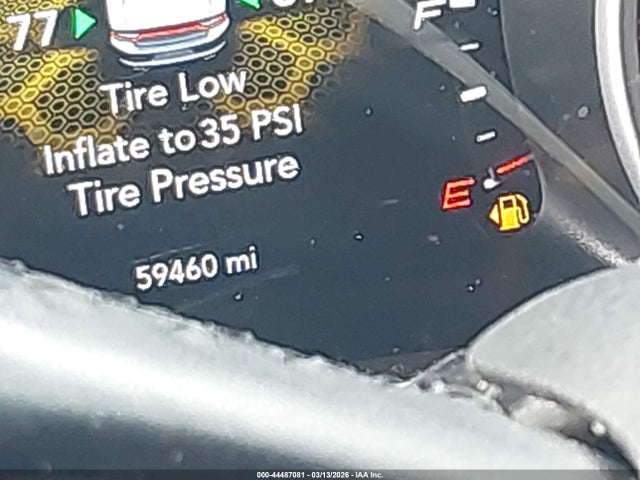 77
F
Tire Low
Inflate to 35 PSI
Tire Pressure
E
59460 mi
000-44487081 - 03/13/2026 - IAA Inc.